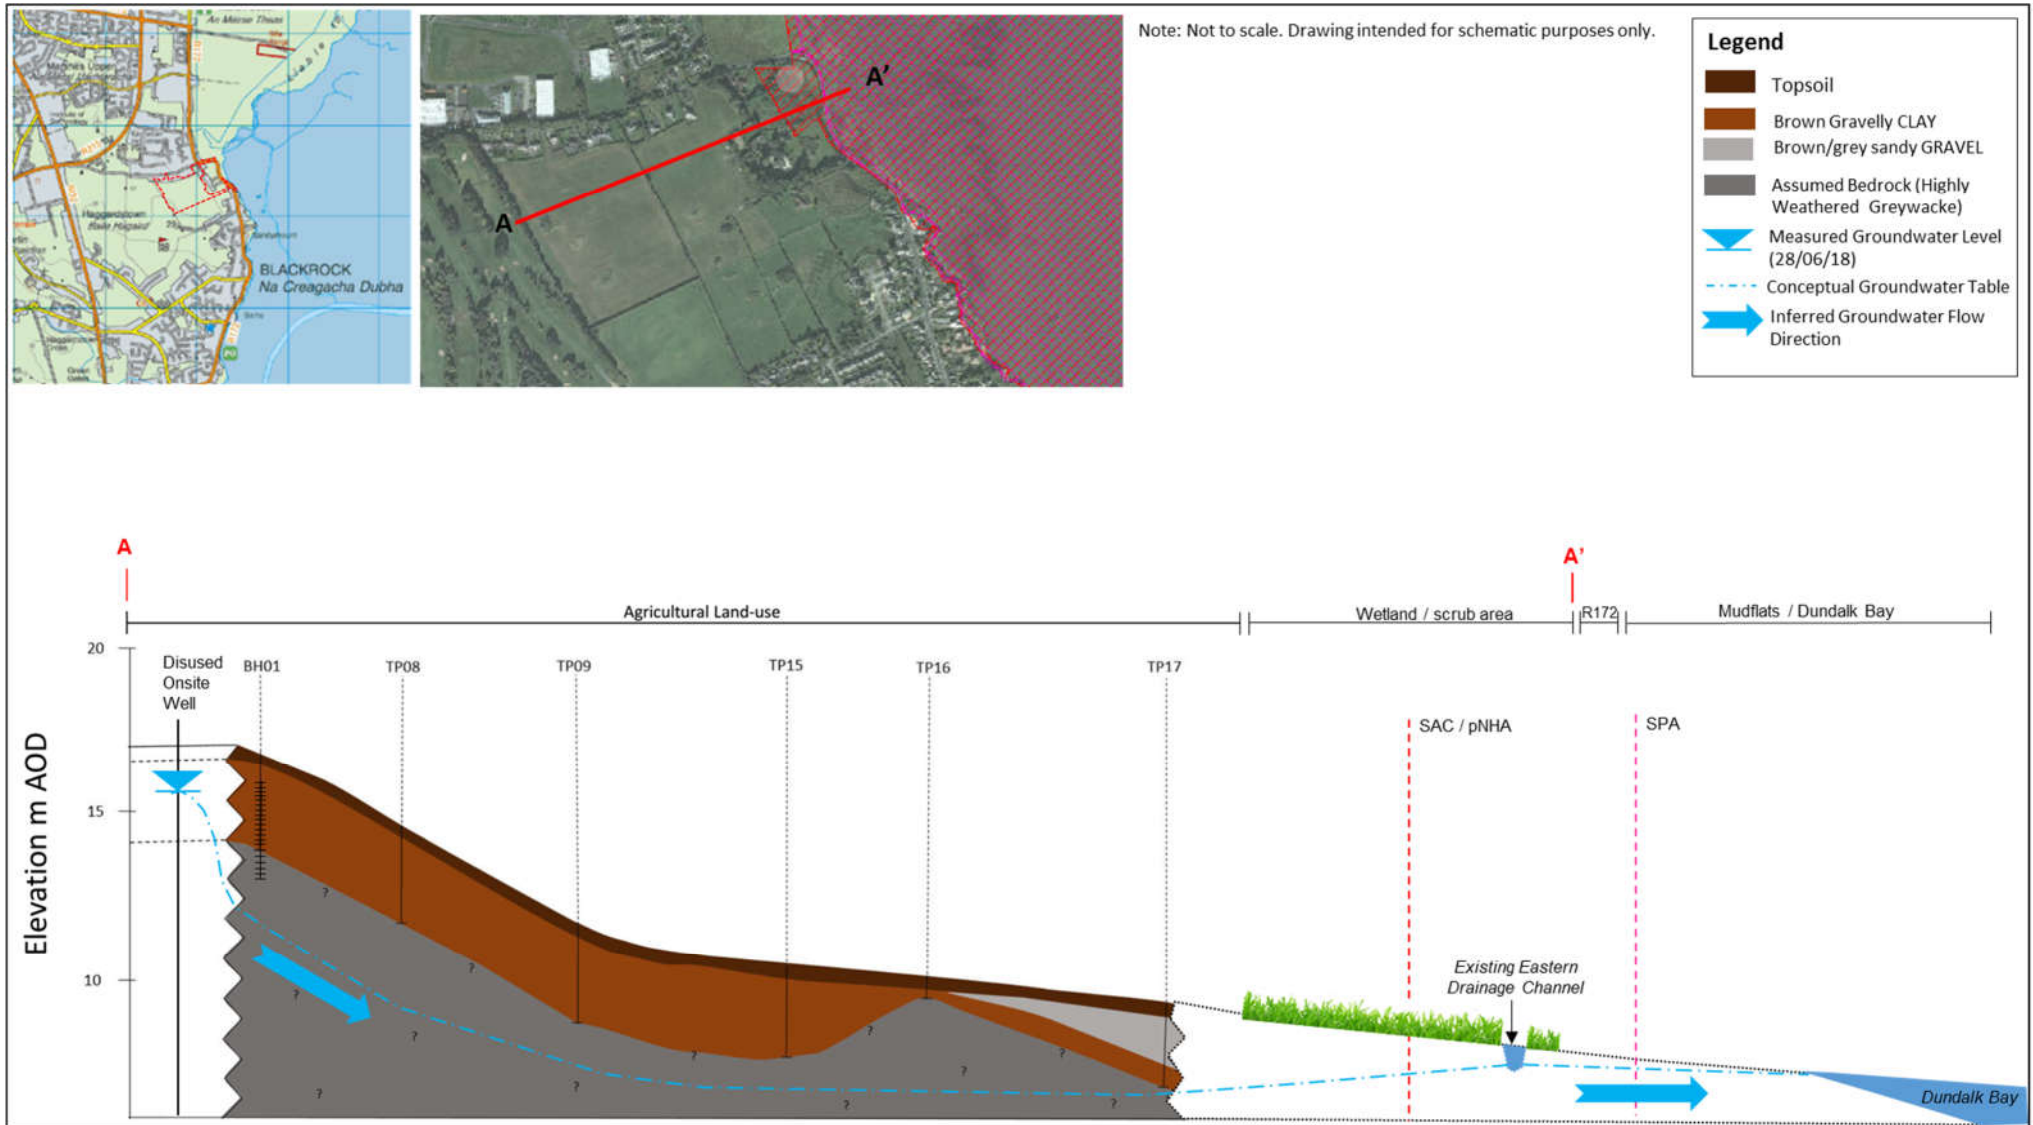 Note: Not to scale. Drawing intended for schematic purposes only.
Legend
Topsoil
Brown Gravelly CLAY
Brown/grey sandy GRAVEL
Assumed Bedrock (Highly
Weathered Greywacke)
Measured Groundwater Level
(28/06/18)
Conceptual Groundwater Table
Inferred Groundwater Flow
Direction
BLACKROCK
Na Creagacha Dubha
Haggardstown
R172
A
A'
A
A'
Agricultural Land-use
Wetland / scrub area
R172
Mudflats / Dundalk Bay
Elevation m AOD
20
15
10
Disused
Onsite
Well
BH01
TP08
TP09
TP15
TP16
TP17
SAC / pNHA
SPA
Existing Eastern
Drainage Channel
Dundalk Bay
?
?
?
?
?
?
?
?
?
?
?
?